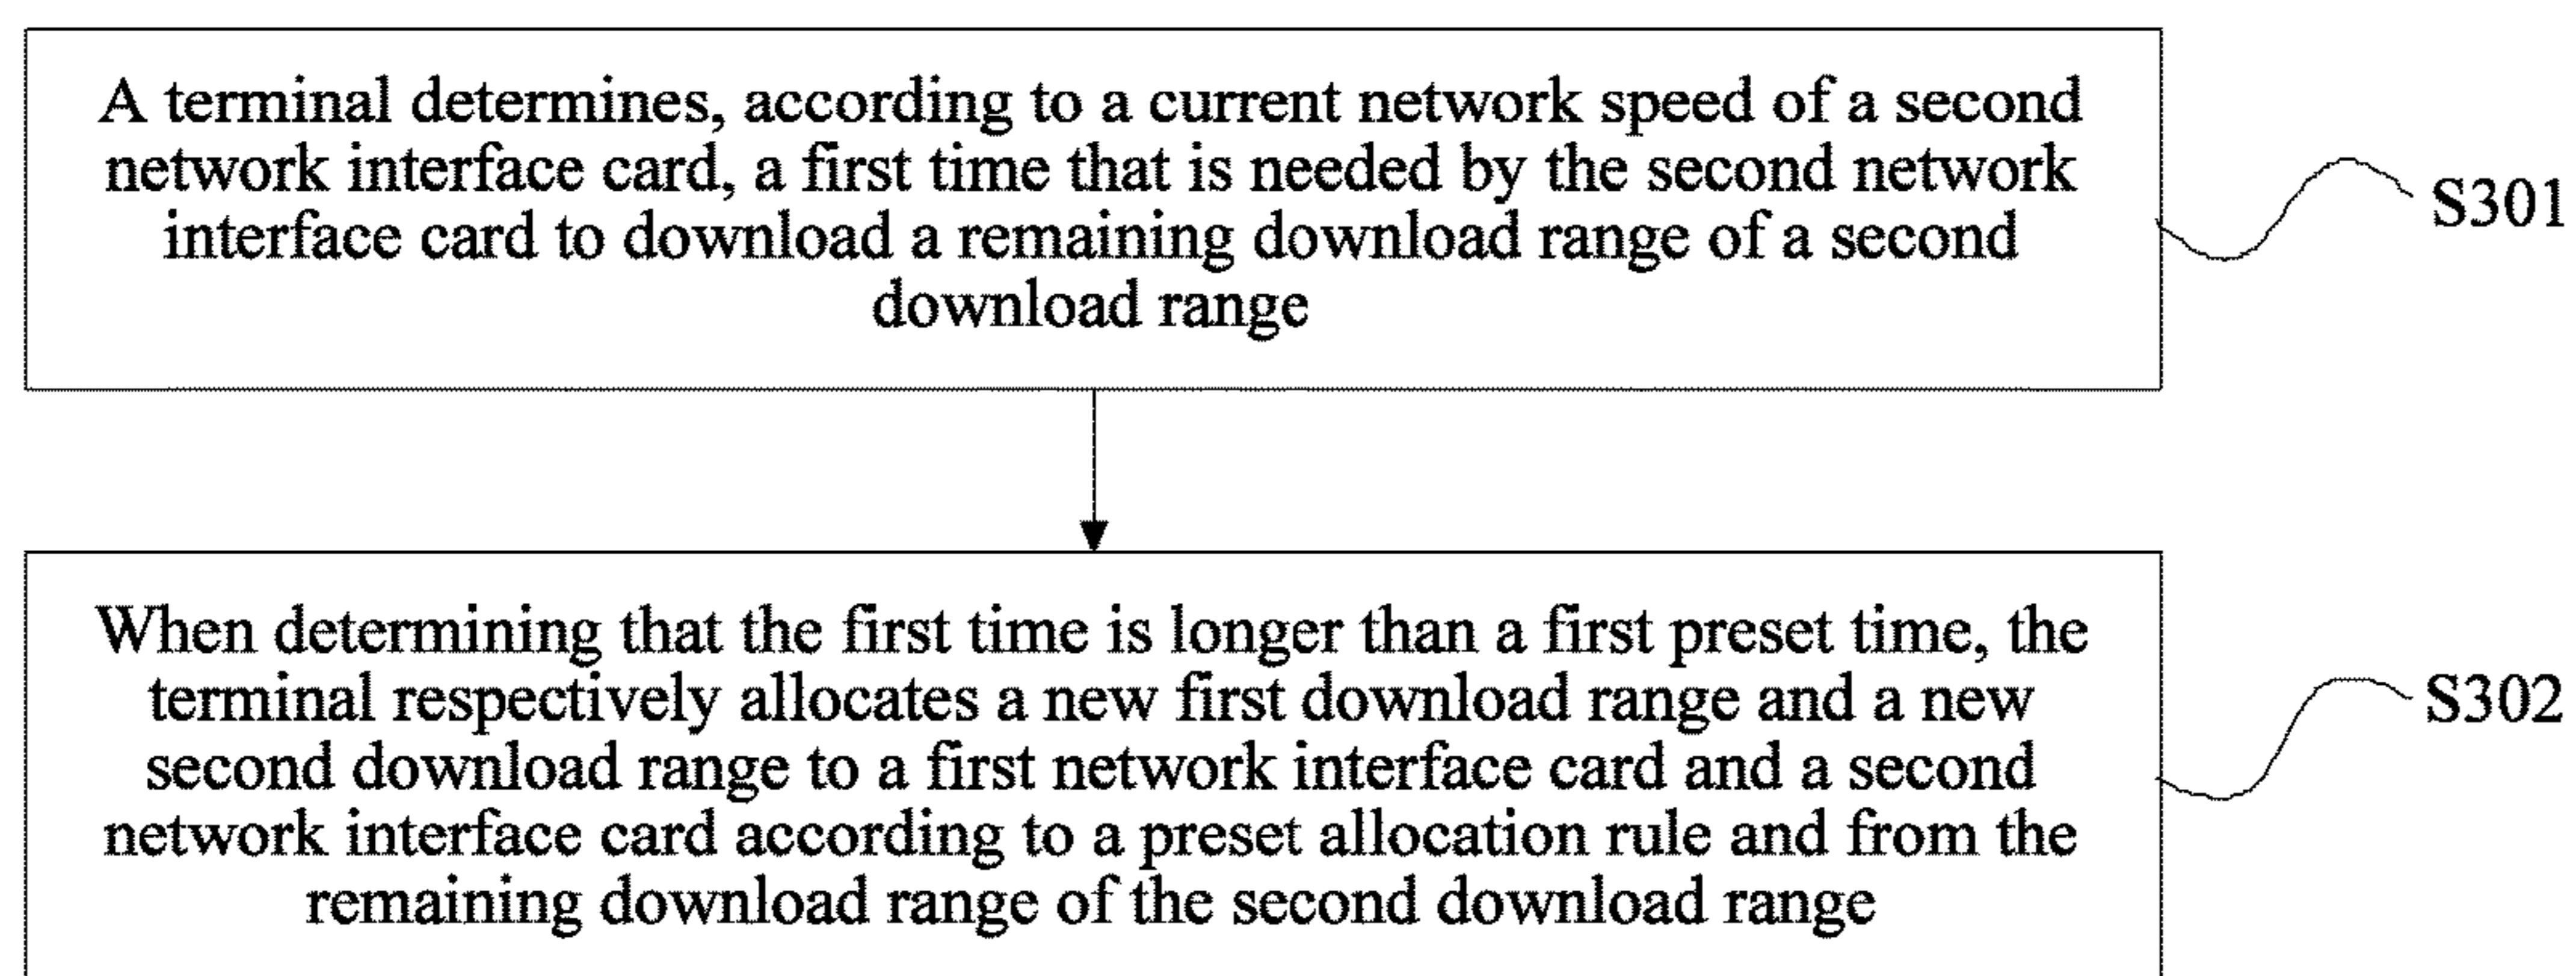 A terminal determines, according to a current network speed of a second
network interface card, a first time that is needed by the second network
interface card to download a remaining download range of a second
download range
S301
When determining that the first time is longer than a first preset time, the
terminal respectively allocates a new first download range and a new
second download range to a first network interface card and a second
network interface card according to a preset allocation rule and from the
remaining download range of the second download range
S302